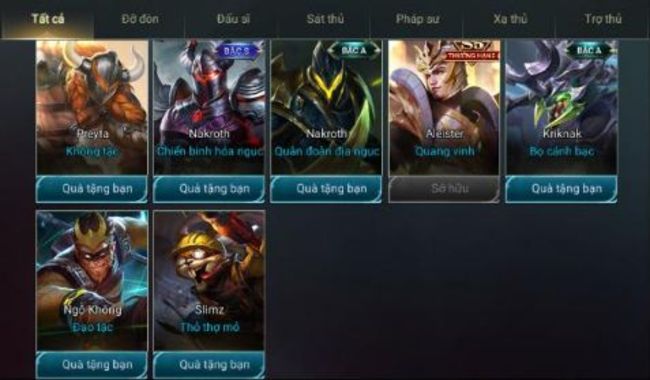 Tất cả Đỡ đòn Đấu sĩ Sát thủ Pháp sư Xạ thủ Trợ thủ
BẬC S BẬC A BẬC A
Preyta Nakroth Nakroth Aleister Kriknak
Không tặc Chiến binh hỏa ngục Quân đoàn địa ngục Quang vinh Bọ cánh bạc
Quà tặng bạn Quà tặng bạn Quà tặng bạn Sở hữu Quà tặng bạn
Ngộ Không Slimz
Đạo tặc Thỏ thợ mỏ
Quà tặng bạn Quà tặng bạn